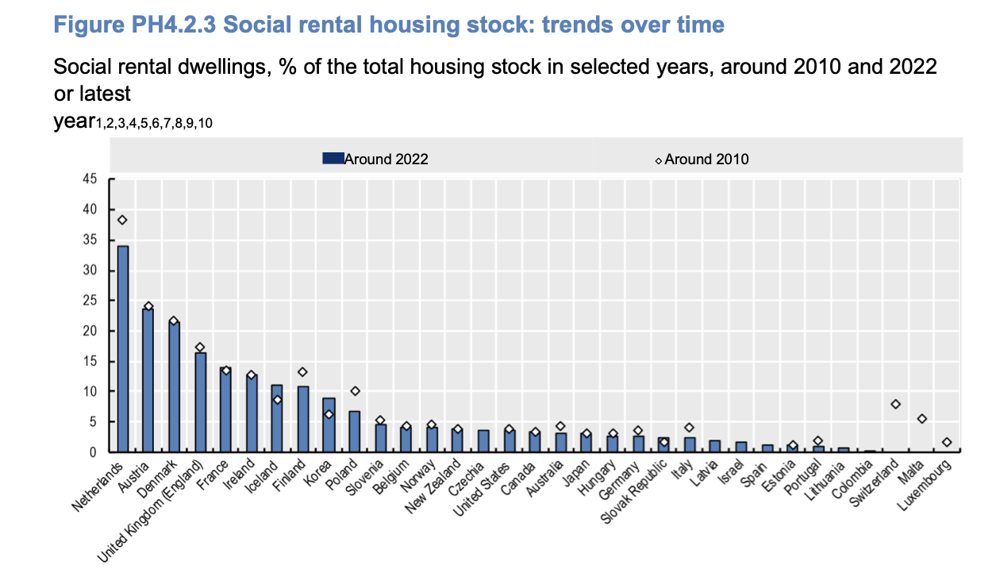 Figure PH4.2.3 Social rental housing stock: trends over time
Social rental dwellings, % of the total housing stock in selected years, around 2010 and 2022
or latest
year1,2,3,4,5,6,7,8,9,10
Around 2022
Around 2010
45
40
35
30
25
20
15
10
5
0
Netherlands
Austria
Denmark
United Kingdom (England)
France
Ireland
Iceland
Finland
Korea
Poland
Slovenia
Belgium
Norway
New Zealand
Czechia
United States
Canada
Australia
Japan
Hungary
Germany
Slovak Republic
Italy
Latvia
Israel
Spain
Estonia
Portugal
Lithuania
Colombia
Switzerland
Malta
Luxembourg